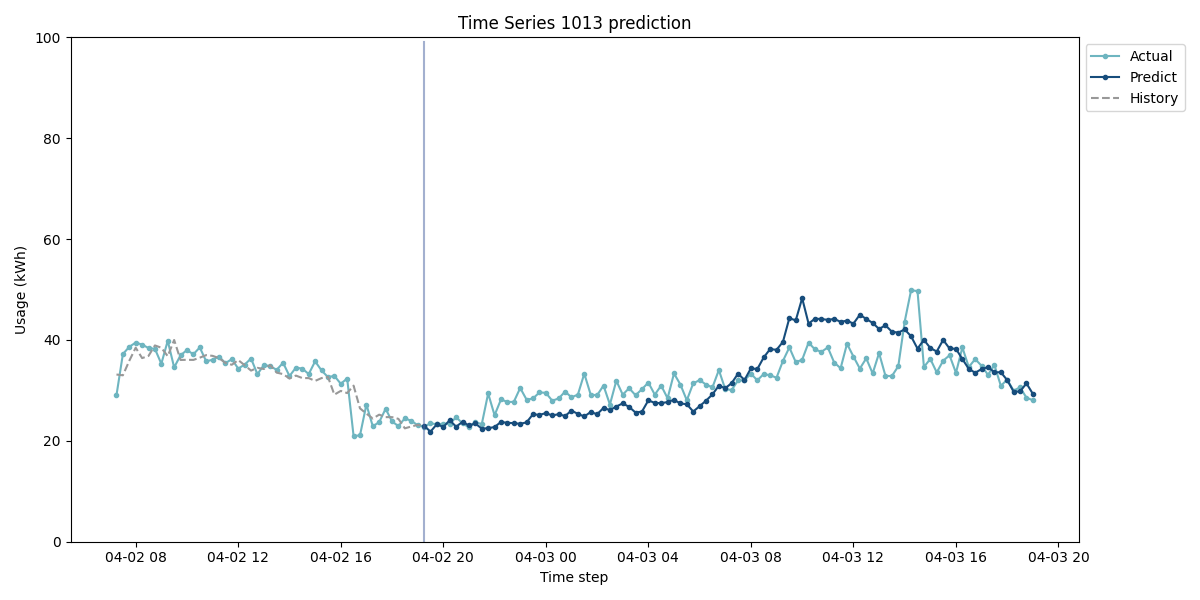 Time Series 1013 prediction
Usage (kWh)
100
80
60
40
20
0
04-02 08
04-02 12
04-02 16
04-02 20
04-03 00
04-03 04
04-03 08
04-03 12
04-03 16
04-03 20
Time step
Actual
Predict
History